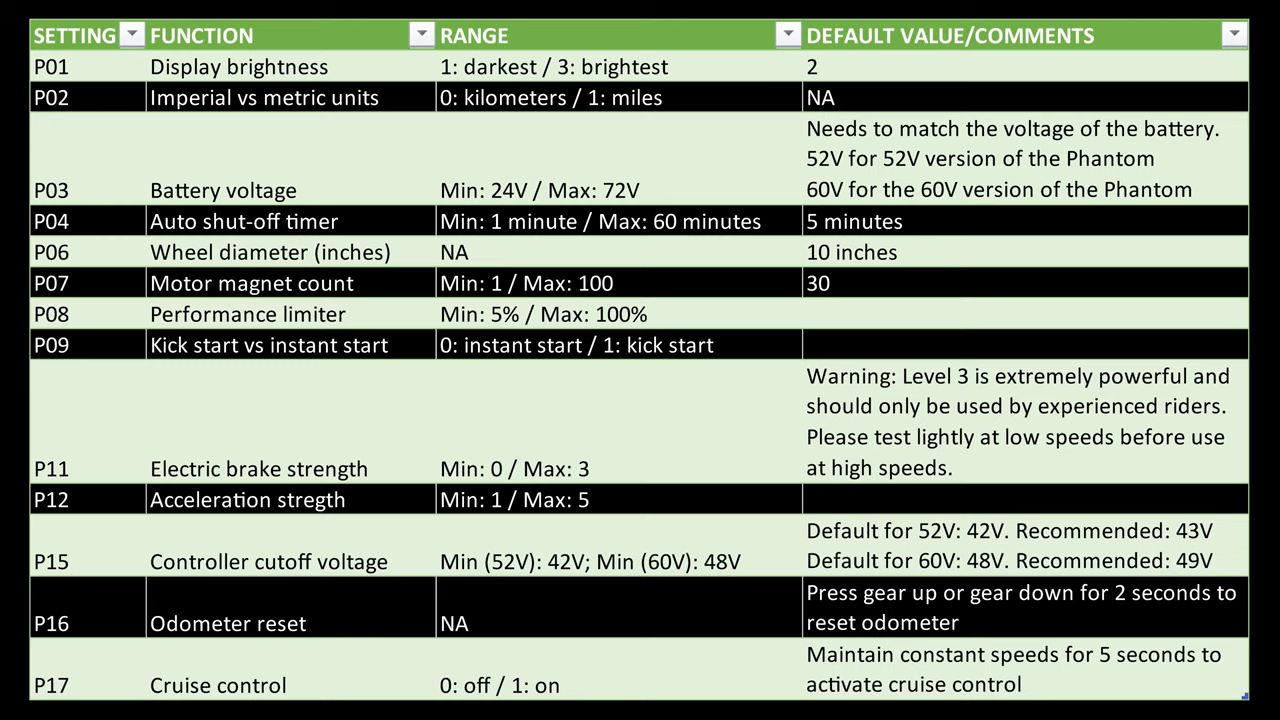 SETTING FUNCTION RANGE DEFAULT VALUE/COMMENTS
P01 Display brightness 1: darkest / 3: brightest 2
P02 Imperial vs metric units 0: kilometers / 1: miles NA
Needs to match the voltage of the battery.
52V for 52V version of the Phantom
P03 Battery voltage Min: 24V / Max: 72V 60V for the 60V version of the Phantom
P04 Auto shut-off timer Min: 1 minute / Max: 60 minutes 5 minutes
P06 Wheel diameter (inches) NA 10 inches
P07 Motor magnet count Min: 1 / Max: 100 30
P08 Performance limiter Min: 5% / Max: 100%
P09 Kick start vs instant start 0: instant start / 1: kick start
Warning: Level 3 is extremely powerful and
should only be used by experienced riders.
Please test lightly at low speeds before use
P11 Electric brake strength Min: 0 / Max: 3 at high speeds.
P12 Acceleration stregth Min: 1 / Max: 5
Default for 52V: 42V. Recommended: 43V
P15 Controller cutoff voltage Min (52V): 42V; Min (60V): 48V Default for 60V: 48V. Recommended: 49V
Press gear up or gear down for 2 seconds to
P16 Odometer reset NA reset odometer
Maintain constant speeds for 5 seconds to
P17 Cruise control 0: off / 1: on activate cruise control